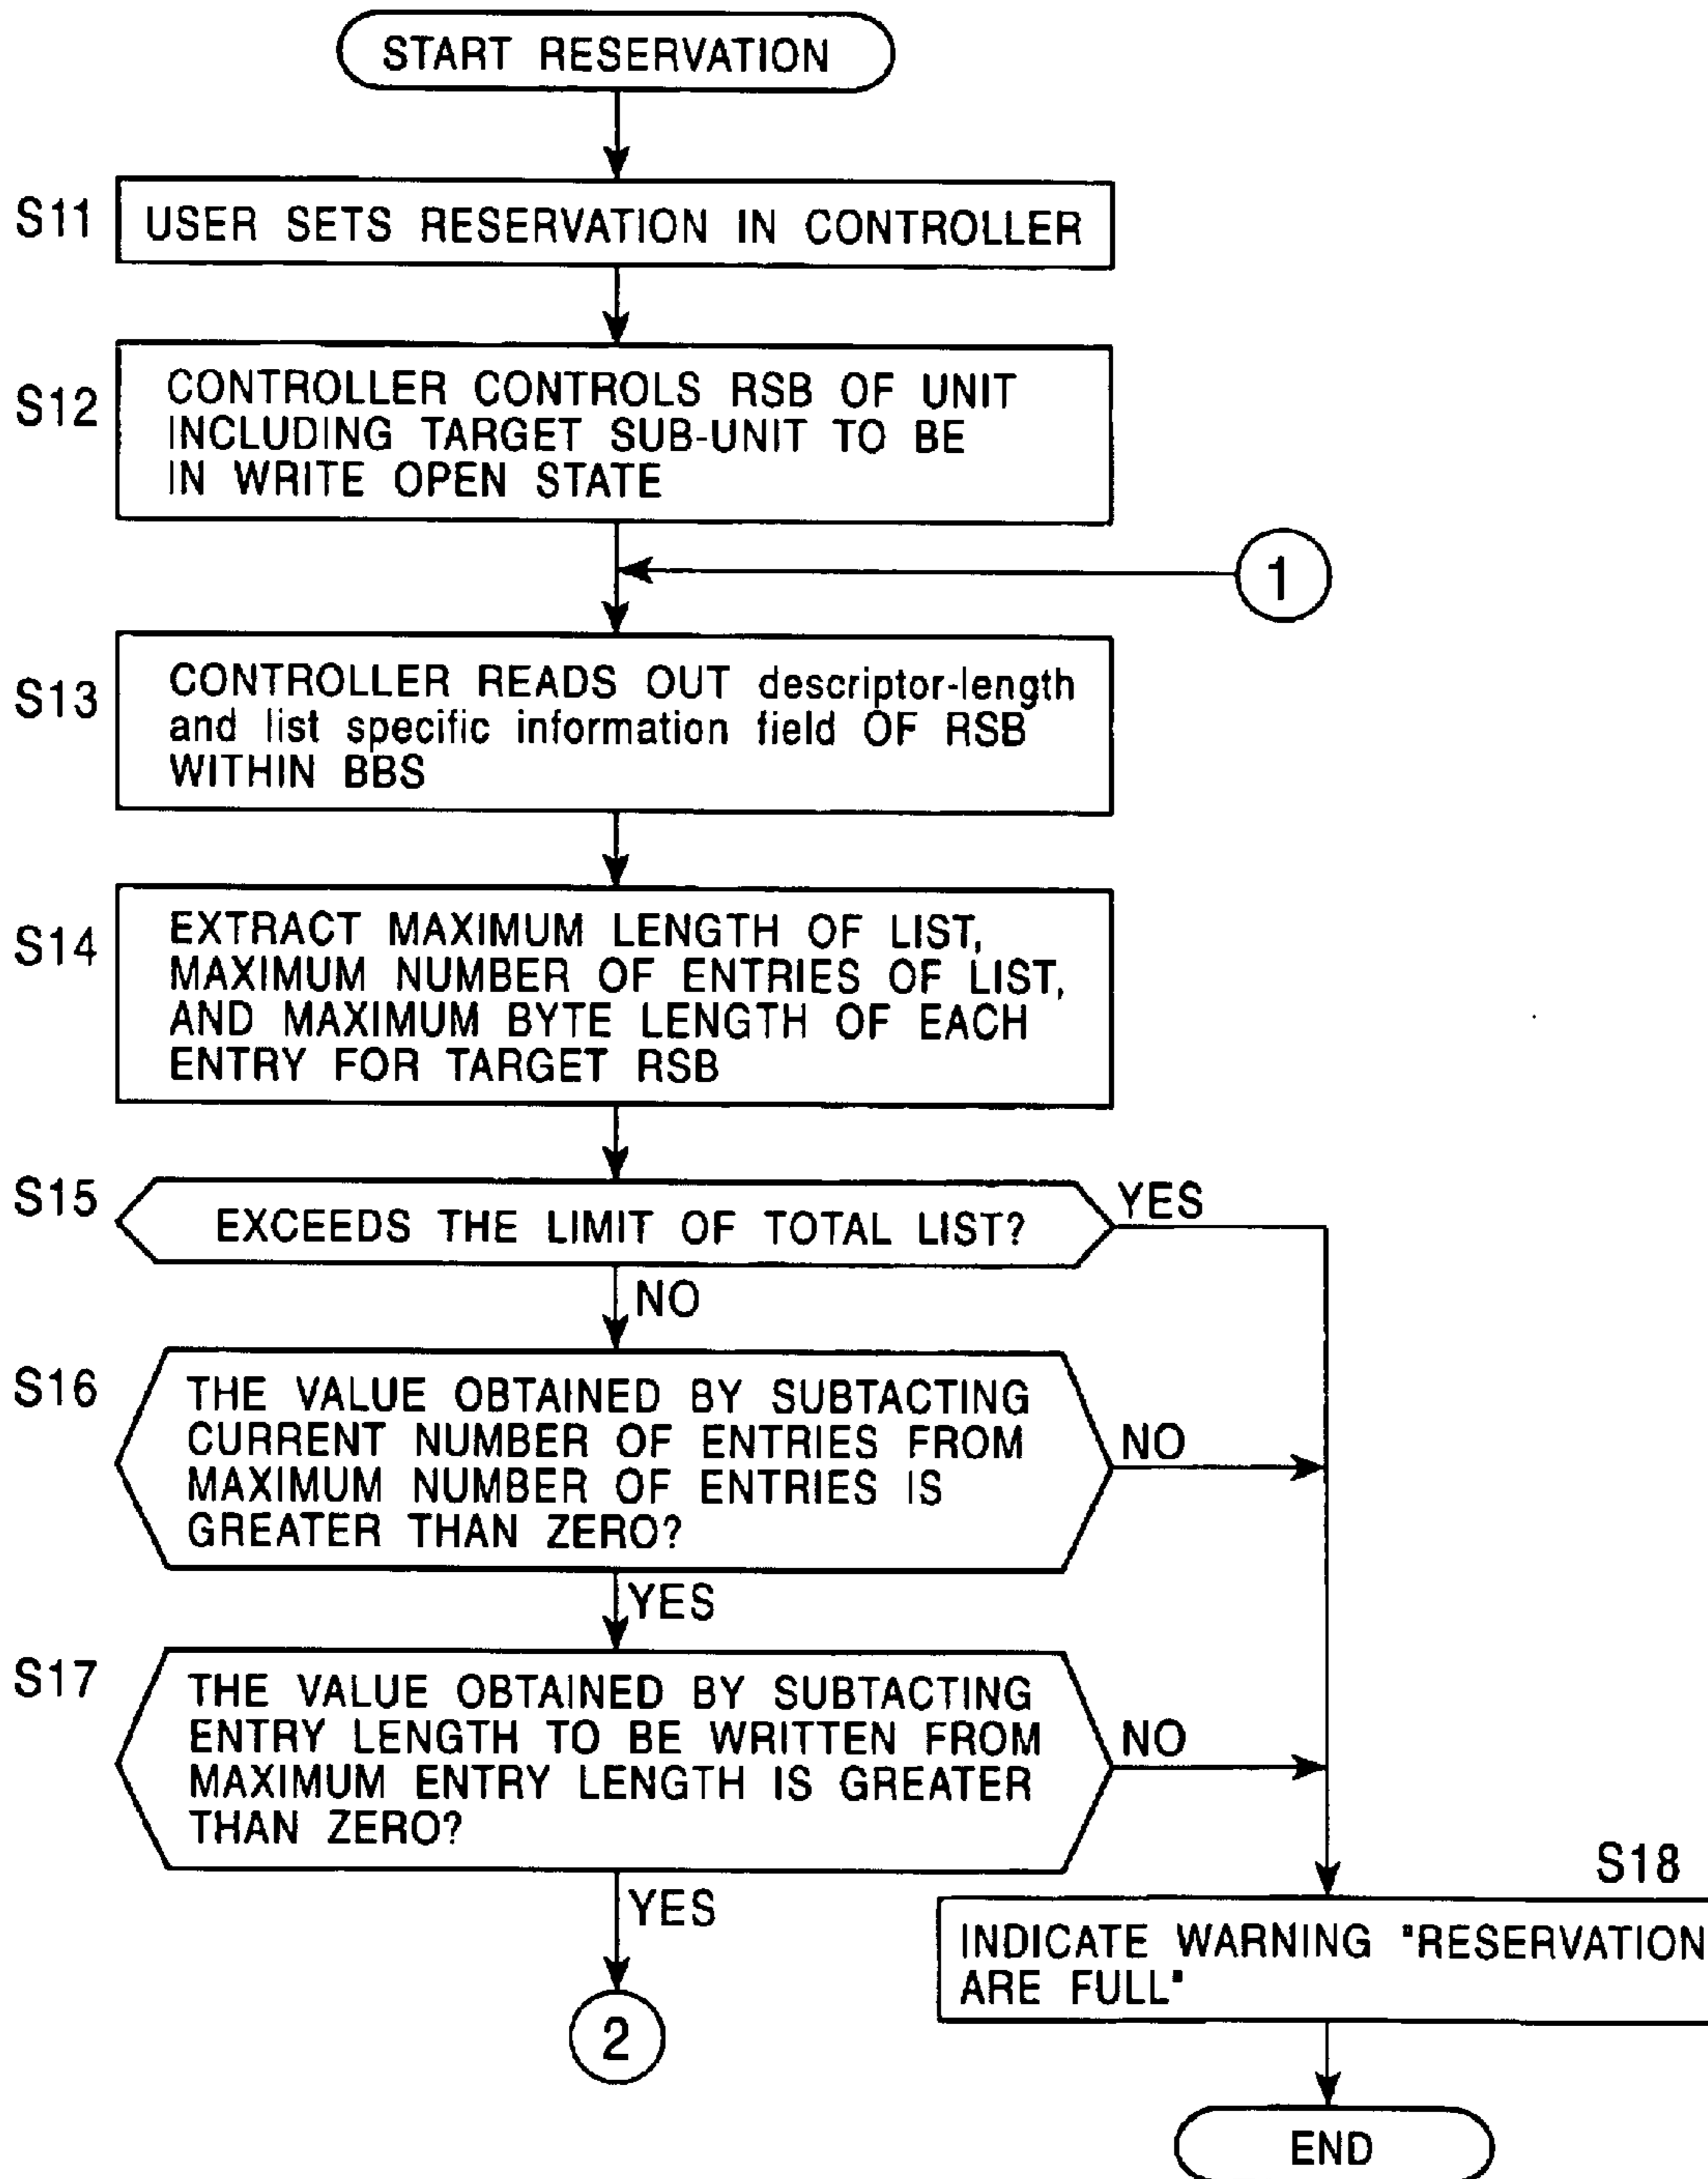 START RESERVATION
S11
USER SETS RESERVATION IN CONTROLLER
S12
CONTROLLER CONTROLS RSB OF UNIT
INCLUDING TARGET SUB-UNIT TO BE
IN WRITE OPEN STATE
1
S13
CONTROLLER READS OUT descriptor-length
and list specific information field OF RSB
WITHIN BBS
S14
EXTRACT MAXIMUM LENGTH OF LIST,
MAXIMUM NUMBER OF ENTRIES OF LIST,
AND MAXIMUM BYTE LENGTH OF EACH
ENTRY FOR TARGET RSB
S15
EXCEEDS THE LIMIT OF TOTAL LIST?
YES
NO
S16
THE VALUE OBTAINED BY SUBTACTING
CURRENT NUMBER OF ENTRIES FROM
MAXIMUM NUMBER OF ENTRIES IS
GREATER THAN ZERO?
NO
YES
S17
THE VALUE OBTAINED BY SUBTACTING
ENTRY LENGTH TO BE WRITTEN FROM
MAXIMUM ENTRY LENGTH IS GREATER
THAN ZERO?
NO
YES
2
S18
INDICATE WARNING "RESERVATION
ARE FULL"
END